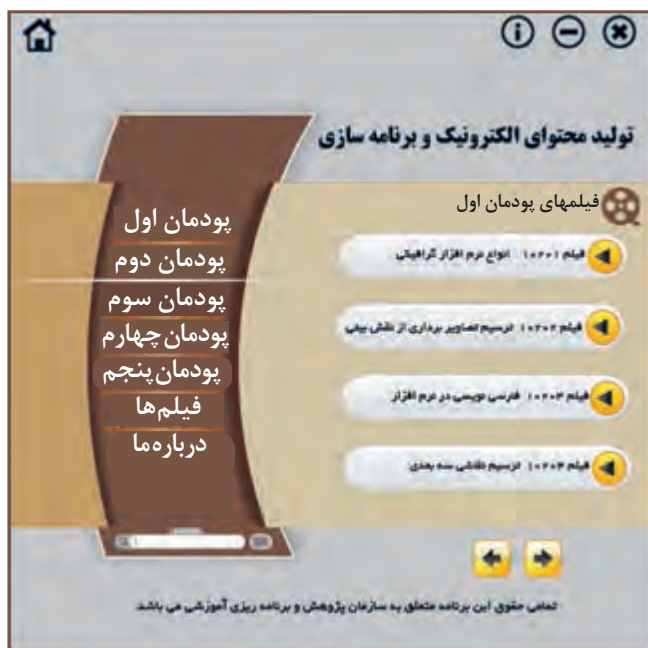 تولید محتوای الکترونیک و برنامه سازی
فیلمهای پودمان اول
فیلم ۱۰۲۰۱ انواع نرم افزار گرافیکی
فیلم ۱۰۲۰۲ ترسیم تصاویر برداری از نقش بیتی
فیلم ۱۰۲۰۳ فارسی نویسی در نرم افزار
فیلم ۱۰۲۰۴ ترسیم نقاشی سه بعدی
پودمان اول
پودمان دوم
پودمان سوم
پودمان چهارم
پودمان پنجم
فیلم‌ها
درباره‌ما
تمامی حقوق این برنامه متعلق به سازمان پژوهش و برنامه ریزی آموزشی می باشد